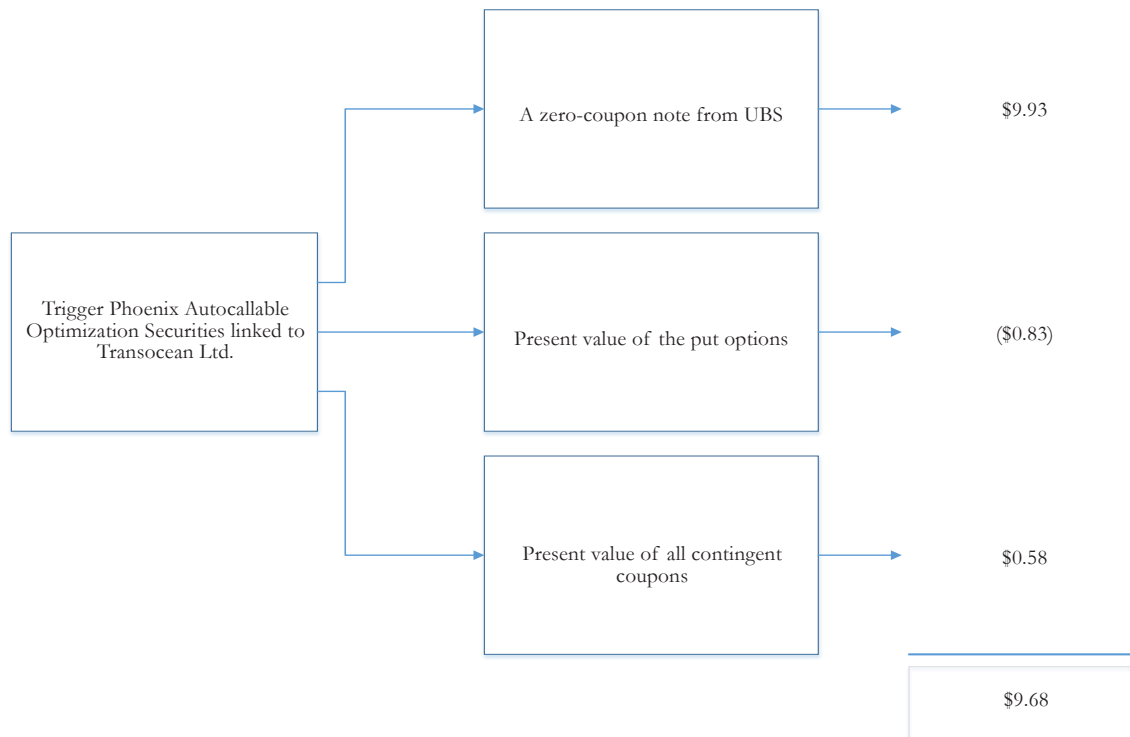 A zero-coupon note from UBS
$9.93
Trigger Phoenix Autocallable
Optimization Securities linked to
Transocean Ltd.
Present value of the put options
($0.83)
Present value of all contingent
coupons
$0.58
$9.68